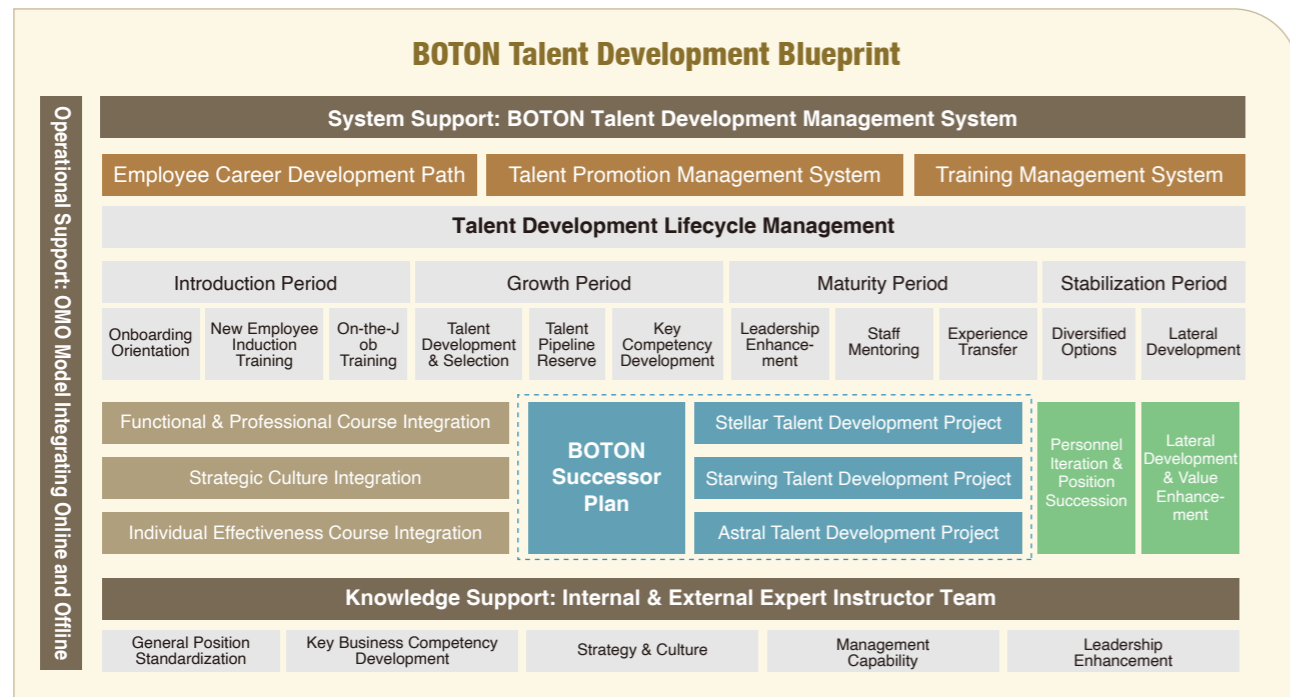 BOTON Talent Development Blueprint
Operational Support: OMO Model Integrating Online and Offline
System Support: BOTON Talent Development Management System
Employee Career Development Path
Talent Promotion Management System
Training Management System
Talent Development Lifecycle Management
Introduction Period
Growth Period
Maturity Period
Stabilization Period
Onboarding
Orientation
New Employee
Induction
Training
On-the-J
ob
Training
Talent
Development
& Selection
Talent
Pipeline
Reserve
Key
Competency
Development
Leadership
Enhance-
ment
Staff
Mentoring
Experience
Transfer
Diversified
Options
Lateral
Development
Functional & Professional Course Integration
Strategic Culture Integration
Individual Effectiveness Course Integration
BOTON
Successor
Plan
Stellar Talent Development Project
Starwing Talent Development Project
Astral Talent Development Project
Personnel
Iteration &
Position
Succession
Lateral
Development
& Value
Enhance-
ment
Knowledge Support: Internal & External Expert Instructor Team
General Position
Standardization
Key Business Competency
Development
Strategy & Culture
Management
Capability
Leadership
Enhancement